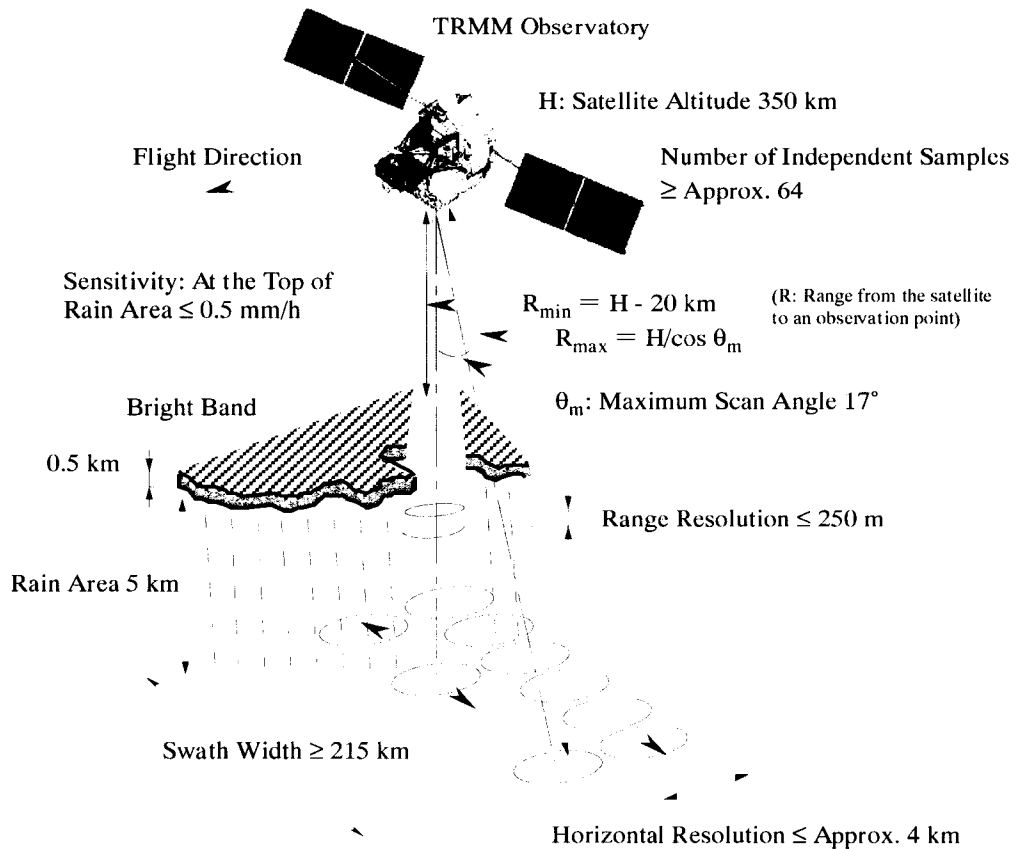 TRMM Observatory
H: Satellite Altitude 350 km
Flight Direction
Number of Independent Samples
≥ Approx. 64
Sensitivity: At the Top of
Rain Area ≤ 0.5 mm/h
R_min = H - 20 km
R_max = H/cos θ_m
(R: Range from the satellite
to an observation point)
θ_m: Maximum Scan Angle 17°
Bright Band
0.5 km
Range Resolution ≤ 250 m
Rain Area 5 km
Swath Width ≥ 215 km
Horizontal Resolution ≤ Approx. 4 km